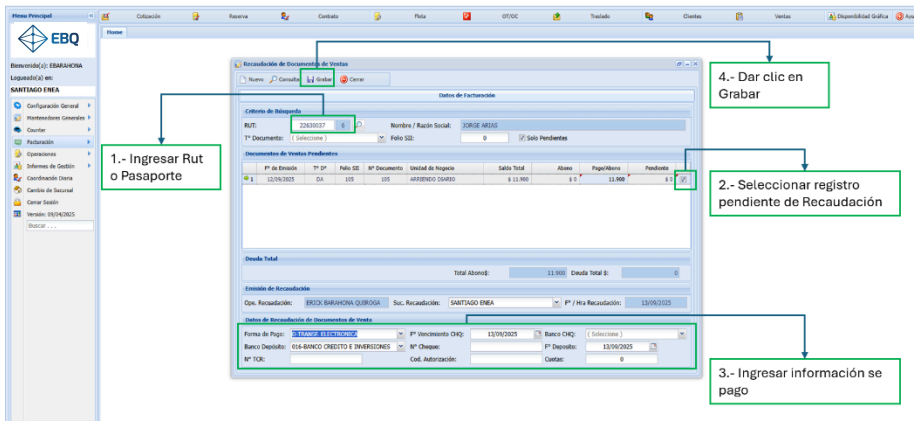 Menu Principal
Cotización
Reserva
Contrato
Flota
OT/OC
Traslado
Clientes
Ventas
Disponibilidad Gráfica
EBQ
Home
Bienvenido(a): EBARAHONA
Logueado(a) en:
SANTIAGO ENEA
Configuración General
Mantenedores Generales
Counter
Facturación
Operaciones
Informes de Gestión
Coordinación Diaria
Cambio de Sucursal
Cerrar Sesión
Versión: 09/04/2025
Buscar . . .
Recaudación de Documentos de Ventas
Nuevo Consultar Grabar Cerrar
Datos de Facturación
Criterio de Búsqueda
RUT: 22630037 6 Nombre / Razón Social: JORGE ARIAS
T° Documento: ( Seleccione ) Folio SII: 0 Solo Pendientes
Documentos de Ventas Pendientes
F° de Emisión T° D° Folio SII N° Documento Unidad de Negocio Saldo Total Abono Pago/Abono Pendiente
1 12/09/2025 DA 105 105 ARRIENDO DIARIO $ 11.900 $ 0 11.900 $ 0
Deuda Total
Total Abono$: 11.900 Deuda Total $: 0
Emisión de Recaudación
Ope. Recaudación: ERICK BARAHONA QUIROGA Suc. Recaudación: SANTIAGO ENEA F° / Hra Recaudación: 13/09/2025
Datos de Recaudación de Documentos de Venta
Forma de Pago: TRANSF. ELECTRONICA F° Vencimiento CHQ: 13/09/2025 Banco CHQ: ( Seleccione )
Banco Depósito: 016-BANCO CREDITO E INVERSIONES N° Cheque: F° Deposito: 13/09/2025
N° TCR: Cod. Autorización: Cuotas: 0
1.- Ingresar Rut
o Pasaporte
4.- Dar clic en
Grabar
2.- Seleccionar registro
pendiente de Recaudación
3.- Ingresar información se
pago